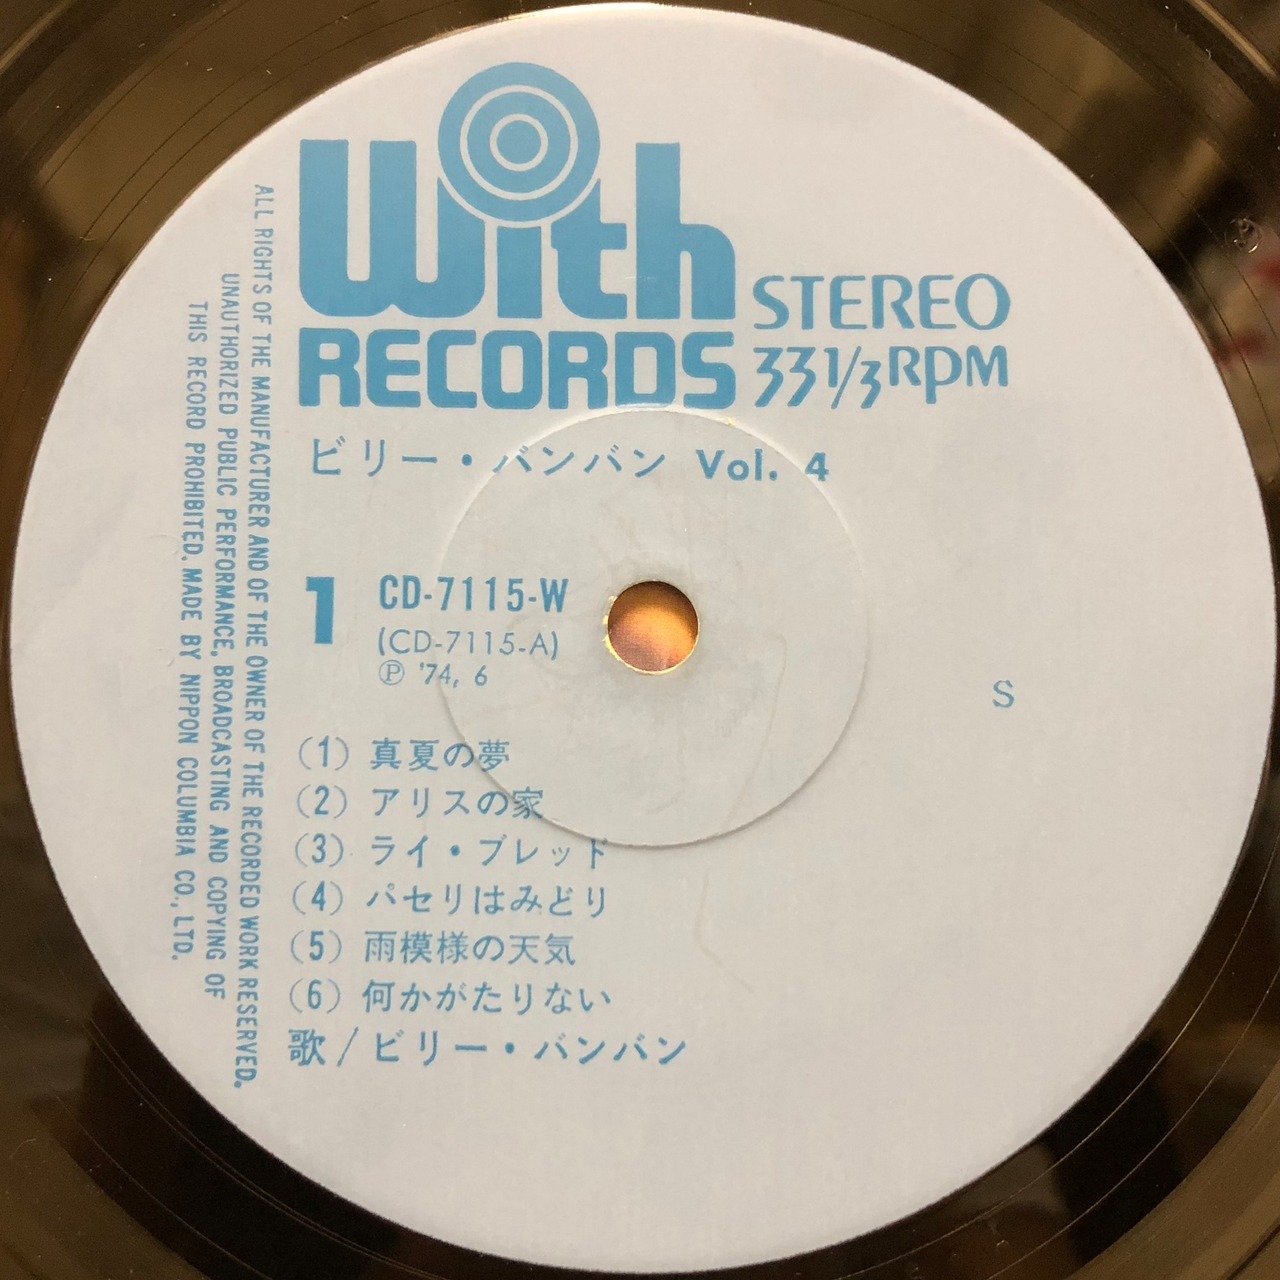 With
RECORDS
STEREO
33 1/3 RPM
ビリー・バンバン Vol. 4
1
CD-7115-W
(CD-7115-A)
Ⓟ '74, 6
S
(1) 真夏の夢
(2) アリスの家
(3) ライ・ブレッド
(4) パセリはみどり
(5) 雨模様の天気
(6) 何かがたりない
歌/ビリー・バンバン
ALL RIGHTS OF THE MANUFACTURER AND OF THE OWNER OF THE RECORDED WORK RESERVED.
UNAUTHORIZED PUBLIC PERFORMANCE, BROADCASTING AND COPYING OF
THIS RECORD PROHIBITED. MADE BY NIPPON COLUMBIA CO., LTD.